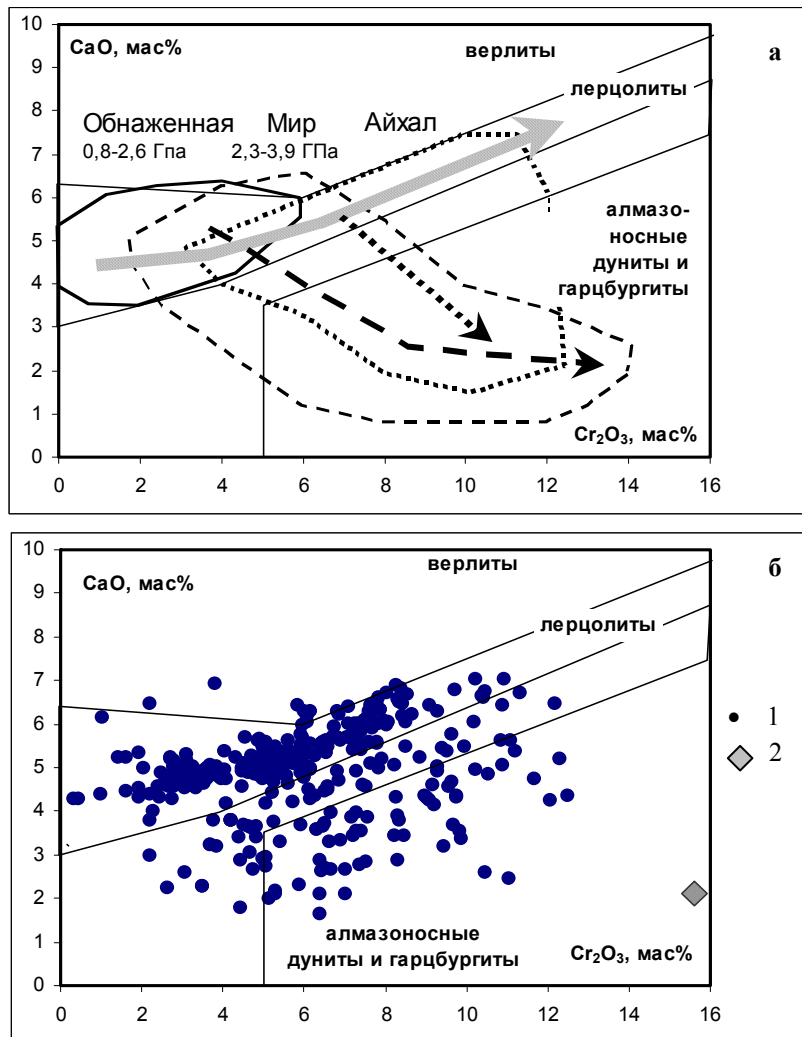 10
9
8
7
6
5
4
3
2
1
0
CaO, мас%
верлиты
а
лерцолиты
Обнаженная Мир Айхал
0,8-2,6 Гпа 2,3-3,9 ГПа
алмазо-
носные
дуниты и
гарцбургиты
Cr₂O₃, мас%
0 2 4 6 8 10 12 14 16
10
9
8
7
6
5
4
3
2
1
0
CaO, мас%
верлиты
б
лерцолиты
1
2
алмазоносные
дуниты и гарцбургиты
Cr₂O₃, мас%
0 2 4 6 8 10 12 14 16